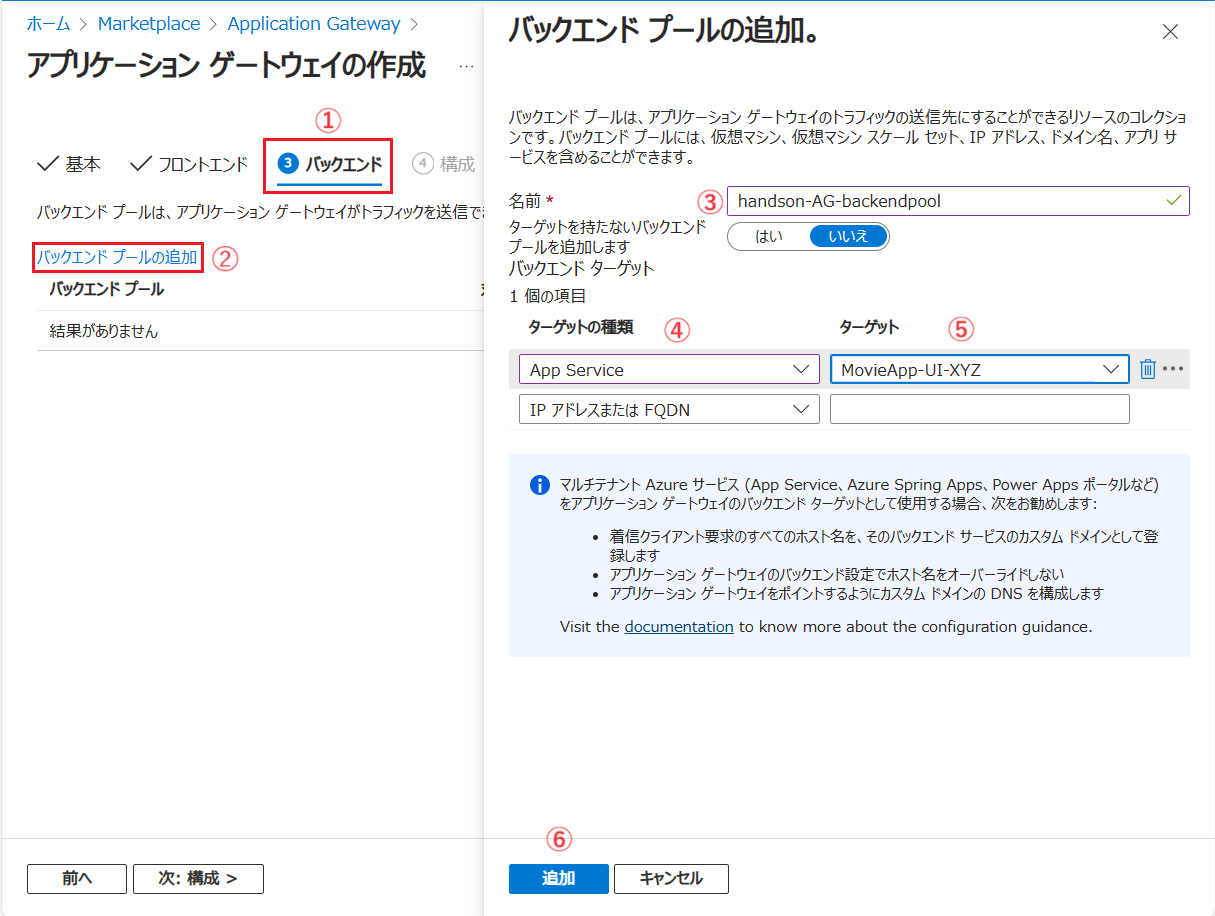 ホーム > Marketplace > Application Gateway >
アプリケーション ゲートウェイの作成 ...
①
基本 フロントエンド 3 バックエンド 4 構成
バックエンド プールは、アプリケーション ゲートウェイがトラフィックを送信で
バックエンド プールの追加 ②
バックエンド プール
結果がありません
前へ 次: 構成 >
バックエンド プールの追加。
バックエンド プールは、アプリケーション ゲートウェイのトラフィックの送信先にすることができるリソースのコレクショ
ンです。バックエンド プールには、仮想マシン、仮想マシン スケール セット、IP アドレス、ドメイン名、アプリ サ
ービスを含めることができます。
名前 * ③ handson-AG-backendpool
ターゲットを持たないバックエンド
プールを追加します
はい いいえ
バックエンド ターゲット
1 個の項目
ターゲットの種類 ④ ターゲット ⑤
App Service MovieApp-UI-XYZ ...
IP アドレスまたは FQDN
マルチテナント Azure サービス (App Service、Azure Spring Apps、Power Apps ポータルなど)
をアプリケーション ゲートウェイのバックエンド ターゲットとして使用する場合、次をお勧めします:
• 着信クライアント要求のすべてのホスト名を、そのバックエンド サービスのカスタム ドメインとして登
録します
• アプリケーション ゲートウェイのバックエンド設定でホスト名をオーバーライドしない
• アプリケーション ゲートウェイをポイントするようにカスタム ドメインの DNS を構成します
Visit the documentation to know more about the configuration guidance.
⑥
追加 キャンセル